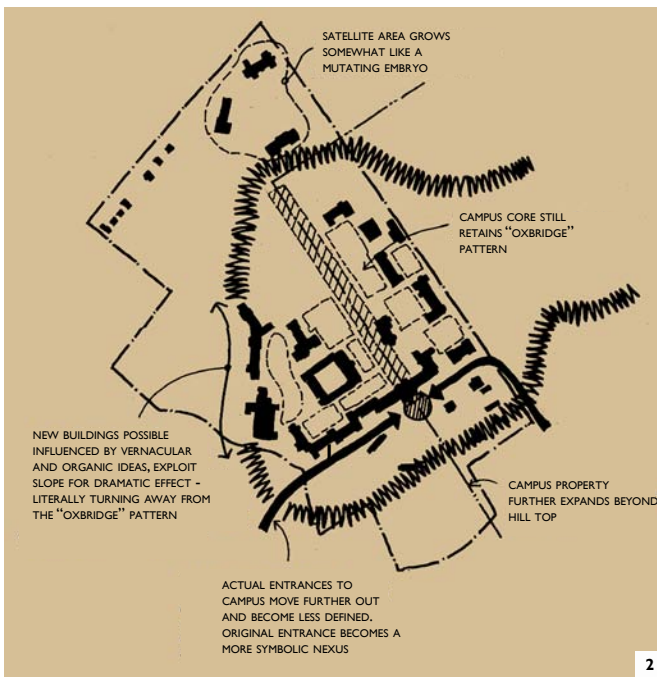 SATELLITE AREA GROWS
SOMEWHAT LIKE A
MUTATING EMBRYO
CAMPUS CORE STILL
RETAINS “OXBRIDGE”
PATTERN
NEW BUILDINGS POSSIBLE
INFLUENCED BY VERNACULAR
AND ORGANIC IDEAS, EXPLOIT
SLOPE FOR DRAMATIC EFFECT -
LITERALLY TURNING AWAY FROM
THE “OXBRIDGE” PATTERN
CAMPUS PROPERTY
FURTHER EXPANDS BEYOND
HILL TOP
ACTUAL ENTRANCES TO
CAMPUS MOVE FURTHER OUT
AND BECOME LESS DEFINED.
ORIGINAL ENTRANCE BECOMES A
MORE SYMBOLIC NEXUS
2